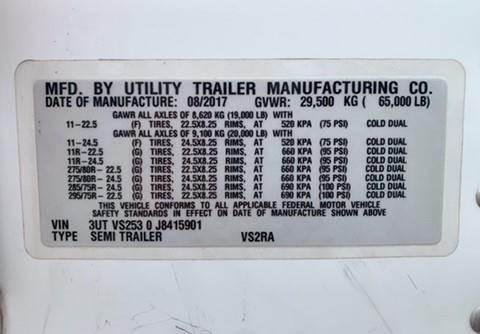 MFD. BY UTILITY TRAILER MANUFACTURING CO.
DATE OF MANUFACTURE: 08/2017 GVWR: 29,500 KG ( 65,000 LB)
GAWR ALL AXLES OF 8,620 KG (19,000 LB) WITH
11-22.5 (F) TIRES, 22.5X8.25 RIMS, AT 520 KPA (75 PSI) COLD DUAL
GAWR ALL AXLES OF 9,100 KG (20,000 LB) WITH
11-24.5 (F) TIRES, 24.5X8.25 RIMS, AT 520 KPA (75 PSI) COLD DUAL
11R-22.5 (G) TIRES, 22.5X8.25 RIMS, AT 660 KPA (95 PSI) COLD DUAL
11R-24.5 (G) TIRES, 24.5X8.25 RIMS, AT 660 KPA (95 PSI) COLD DUAL
275/80R-22.5 (G) TIRES, 22.5X8.25 RIMS, AT 660 KPA (95 PSI) COLD DUAL
275/80R-24.5 (G) TIRES, 24.5X8.25 RIMS, AT 660 KPA (95 PSI) COLD DUAL
285/75R-24.5 (G) TIRES, 24.5X8.25 RIMS, AT 690 KPA (100 PSI) COLD DUAL
295/75R-22.5 (G) TIRES, 22.5X8.25 RIMS, AT 690 KPA (100 PSI) COLD DUAL
THIS VEHICLE CONFORMS TO ALL APPLICABLE FEDERAL MOTOR VEHICLE
SAFETY STANDARDS IN EFFECT ON DATE OF MANUFACTURE SHOWN ABOVE
VIN 3UT VS253 0 J8415901
TYPE SEMI TRAILER VS2RA